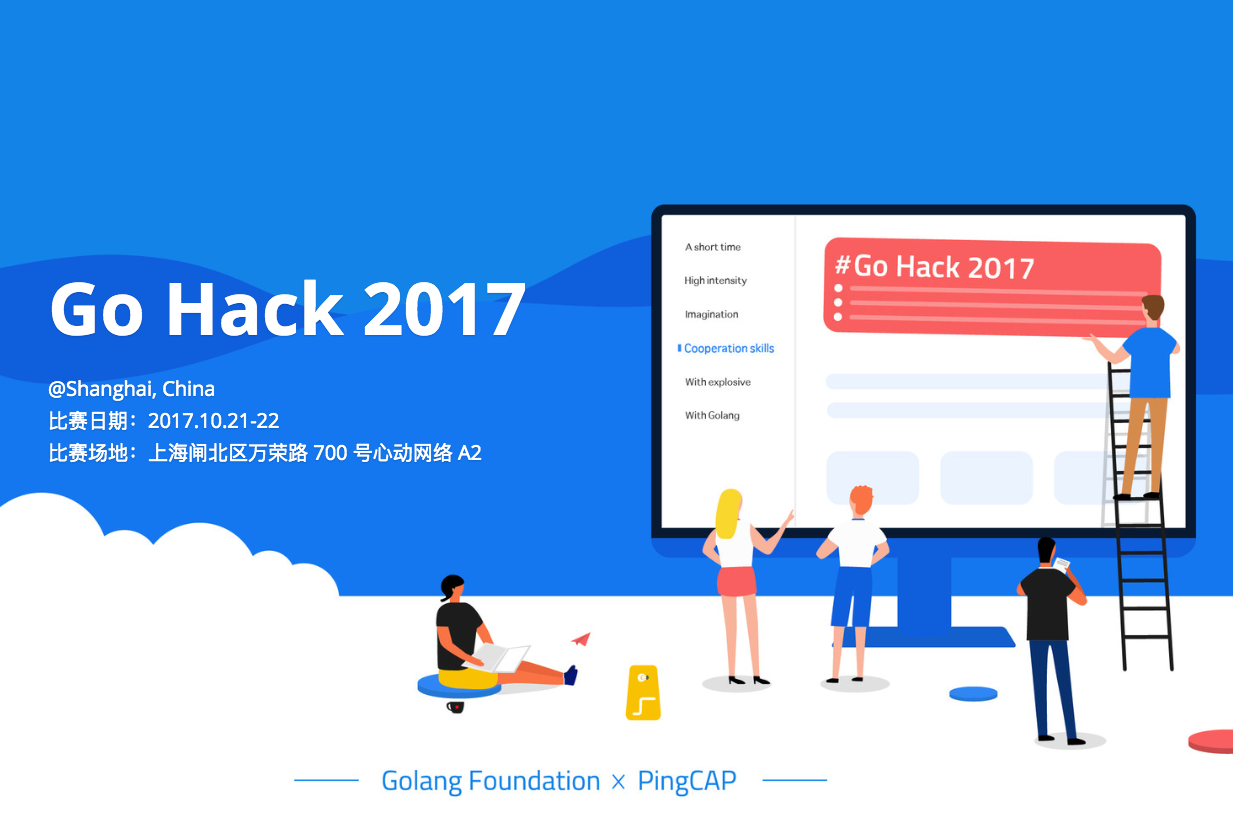 Go Hack 2017
@Shanghai, China
比赛日期：2017.10.21-22
比赛场地：上海闸北区万荣路 700 号心动网络 A2
A short time
High intensity
Imagination
Cooperation skills
With explosive
With Golang
#Go Hack 2017
Golang Foundation × PingCAP